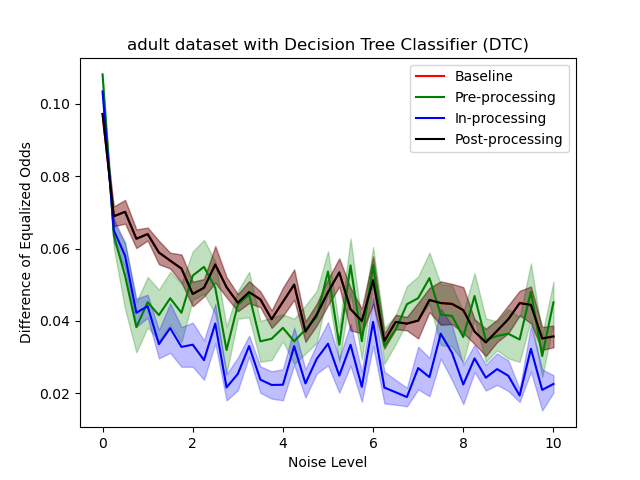 adult dataset with Decision Tree Classifier (DTC)
Baseline
Pre-processing
In-processing
Post-processing
Difference of Equalized Odds
0.10
0.08
0.06
0.04
0.02
0 2 4 6 8 10
Noise Level